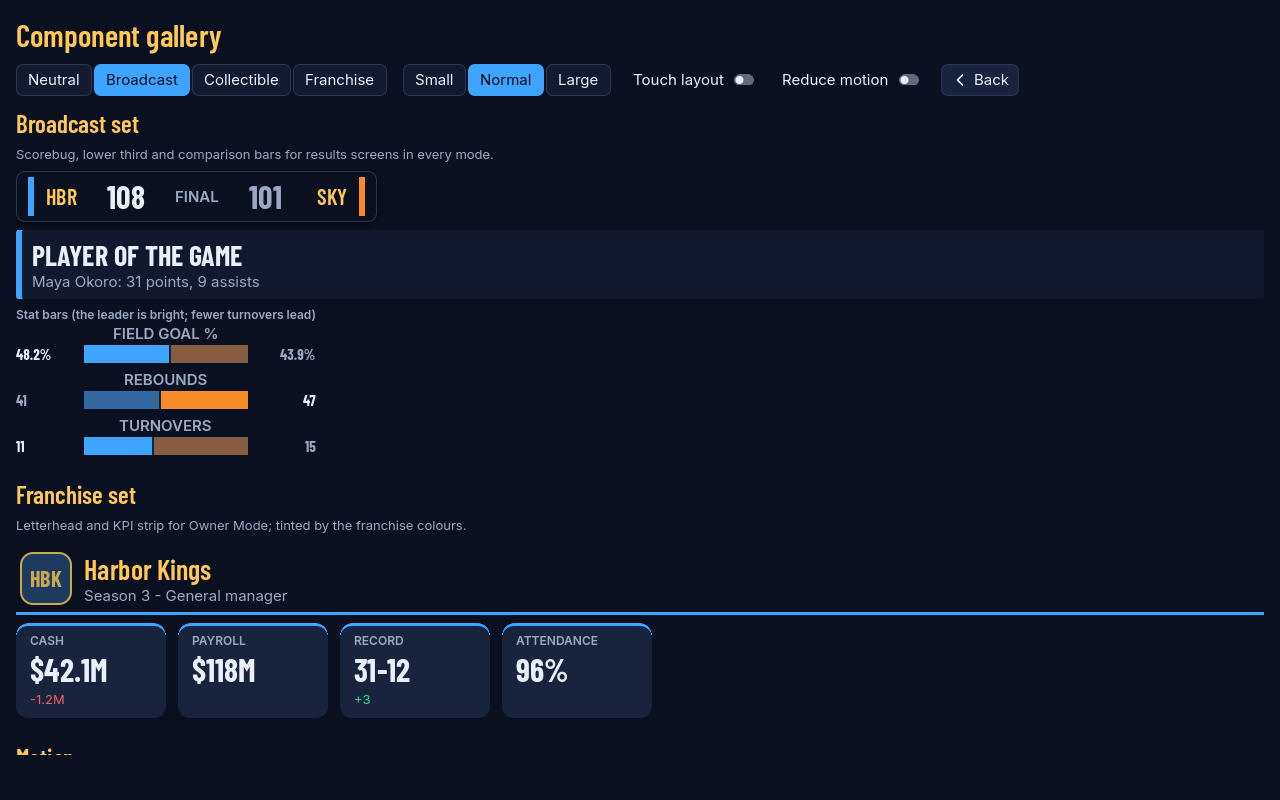 Component gallery
Neutral Broadcast Collectible Franchise Small Normal Large Touch layout Reduce motion Back
Broadcast set
Scorebug, lower third and comparison bars for results screens in every mode.
HBR 108 FINAL 101 SKY
PLAYER OF THE GAME
Maya Okoro: 31 points, 9 assists
Stat bars (the leader is bright; fewer turnovers lead)
FIELD GOAL %
48.2% 43.9%
REBOUNDS
41 47
TURNOVERS
11 15
Franchise set
Letterhead and KPI strip for Owner Mode; tinted by the franchise colours.
HBK Harbor Kings
Season 3 - General manager
CASH PAYROLL RECORD ATTENDANCE
$42.1M $118M 31-12 96%
-1.2M +3
Motion